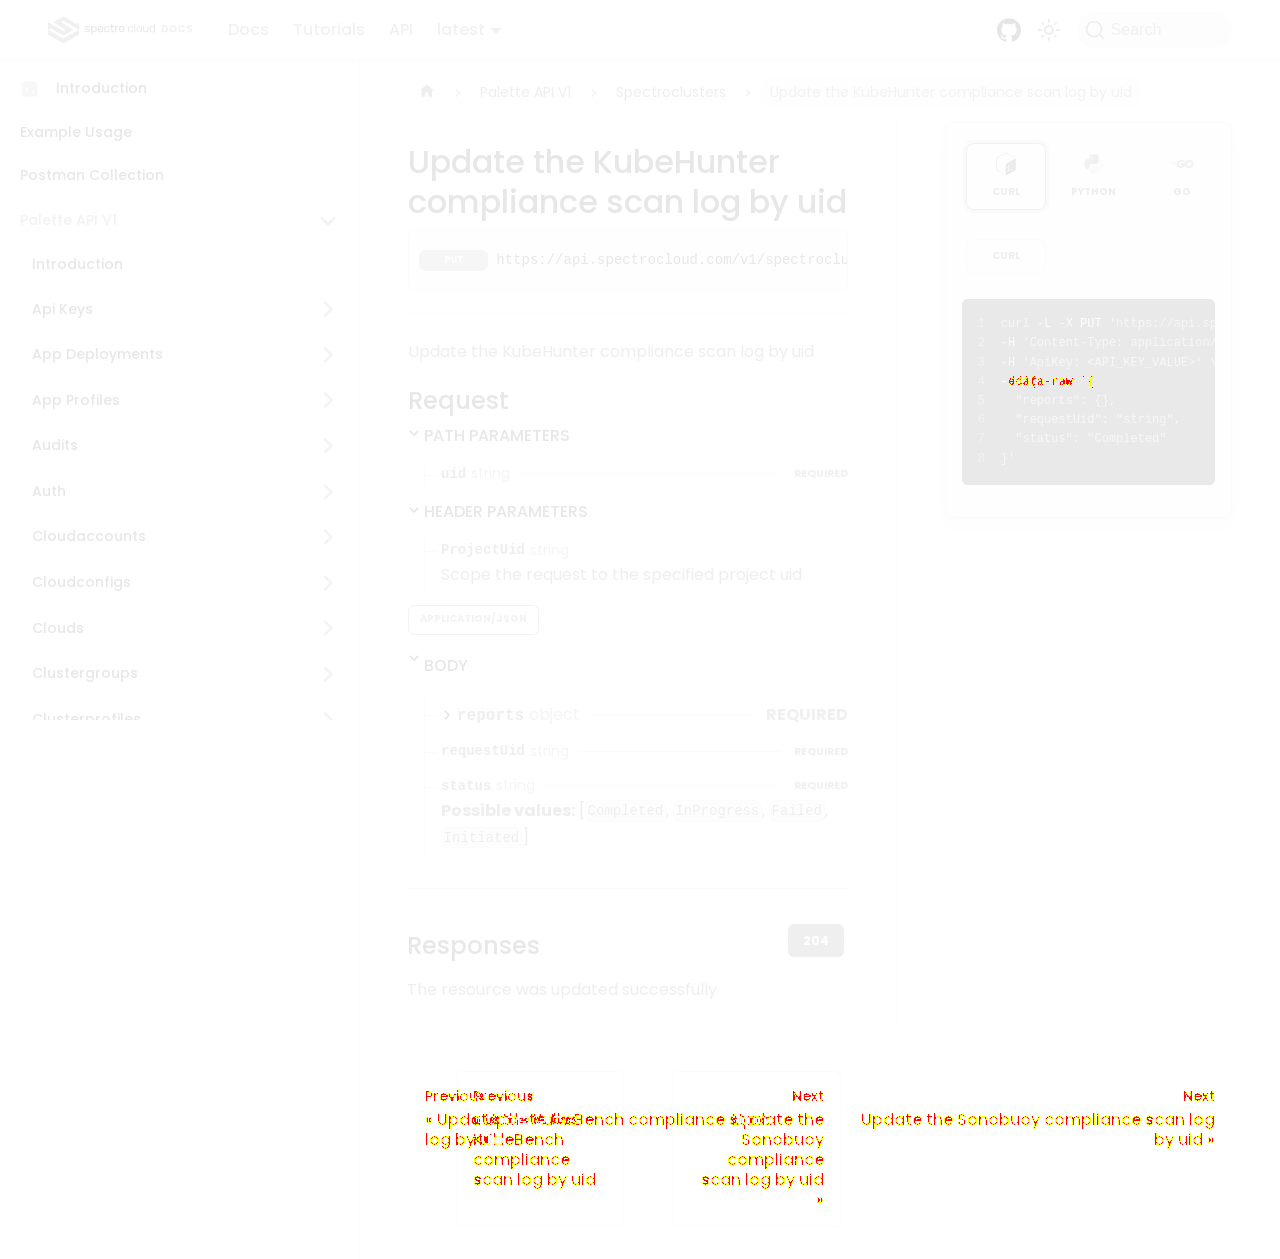 spectro cloud DOCS
Docs
Tutorials
API
latest
Search
Introduction
Example Usage
Postman Collection
Palette API V1
Introduction
Api Keys
App Deployments
App Profiles
Audits
Auth
Cloudaccounts
Cloudconfigs
Clouds
Clustergroups
Clusterprofiles
Palette API V1
Spectroclusters
Update the KubeHunter compliance scan log by uid
Update the KubeHunter
compliance scan log by uid
PUT https://api.spectrocloud.com/v1/spectroclu
Update the KubeHunter compliance scan log by uid
Request
PATH PARAMETERS
uid string REQUIRED
HEADER PARAMETERS
ProjectUid string
Scope the request to the specified project uid
APPLICATION/JSON
BODY
reports object REQUIRED
requestUid string REQUIRED
status string REQUIRED
Possible values: [Completed, InProgress, Failed,
Initiated]
Responses
204
The resource was updated successfully
CURL
PYTHON
GO
CURL
1 curl -L -X PUT 'https://api.sp
2 -H 'Content-Type: application/
3 -H 'ApiKey: <API_KEY_VALUE>' \
4
5 "reports": {},
6 "requestUid": "string",
7 "status": "Completed"
8 }'
Previous
Previous
KubeBench
compliance
scan log by uid
Next
Update the
Sonobuoy
compliance
scan log by uid
»
Next
Update the Sonobuoy compliance scan log
by uid »